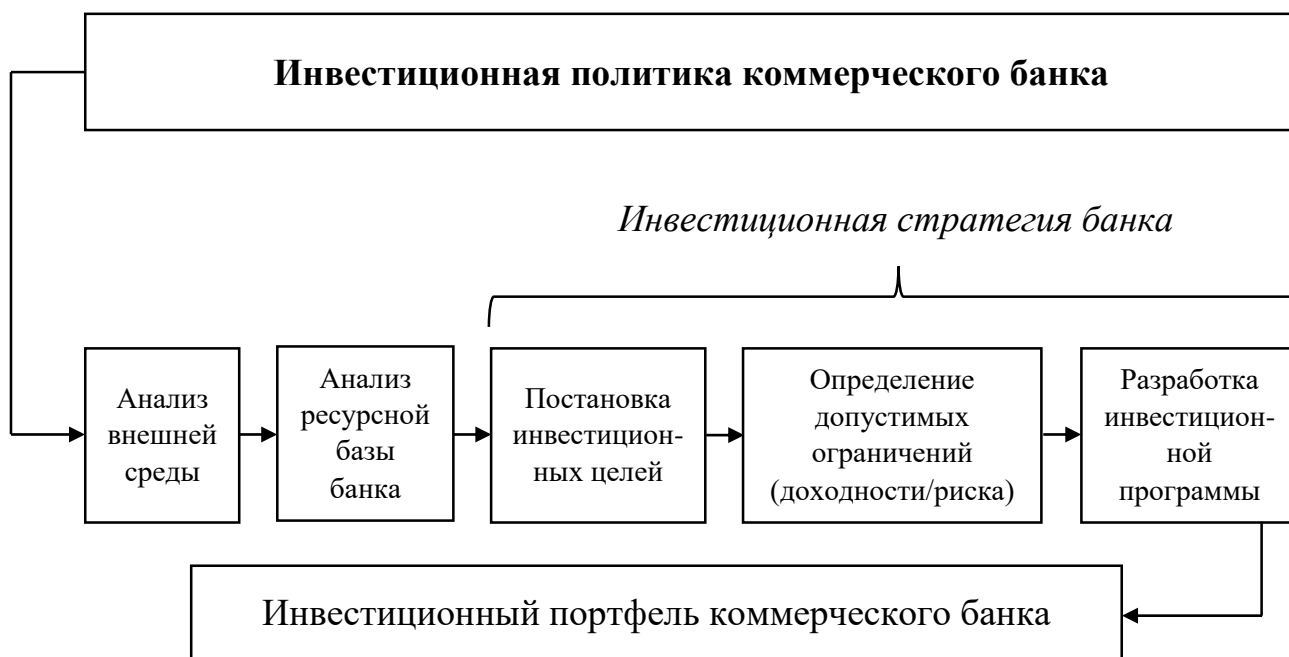 Инвестиционная политика коммерческого банка
Инвестиционная стратегия банка
Анализ
внешней
среды
Анализ
ресурсной
базы
банка
Постановка
инвестицион-
ных целей
Определение
допустимых
ограничений
(доходности/риска)
Разработка
инвестицион-
ной
программы
Инвестиционный портфель коммерческого банка